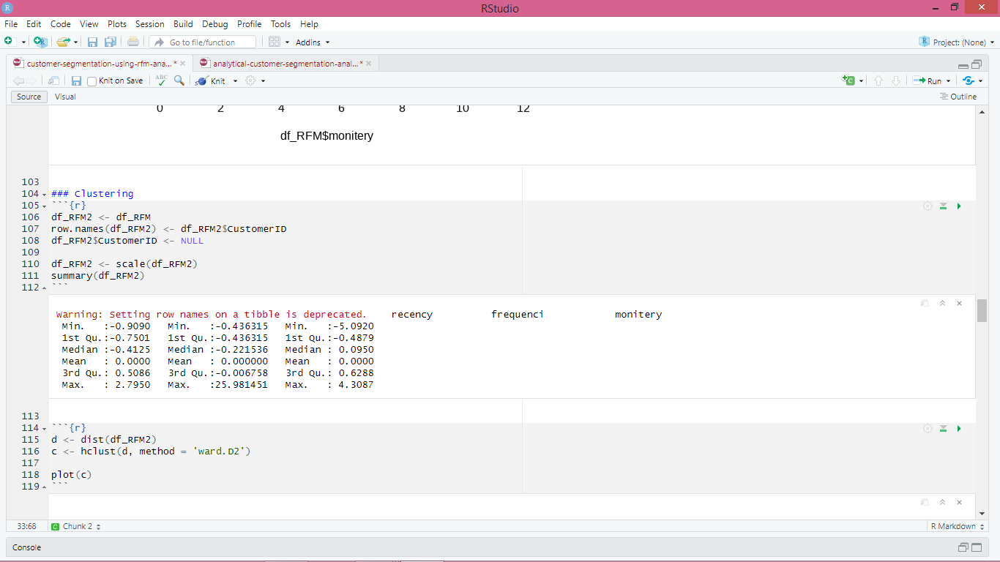 RStudio
File Edit Code View Plots Session Build Debug Profile Tools Help
Go to file/function Addins Project: (None)
customer-segmentation-using-rfm-ana...* analytical-customer-segmentation-anal...*
Knit on Save ABC Knit Run
Source Visual Outline
0 2 4 6 8 10 12
df_RFM$monitery
103
104 ### Clustering
105 ```{r}
106 df_RFM2 <- df_RFM
107 row.names(df_RFM2) <- df_RFM2$CustomerID
108 df_RFM2$CustomerID <- NULL
109
110 df_RFM2 <- scale(df_RFM2)
111 summary(df_RFM2)
112 ```
Warning: Setting row names on a tibble is deprecated. recency frequenci monitery
Min. :-0.9090 Min. :-0.436315 Min. :-5.0920
1st Qu.:-0.7501 1st Qu.:-0.436315 1st Qu.:-0.4879
Median :-0.4125 Median :-0.221536 Median : 0.0950
Mean : 0.0000 Mean : 0.000000 Mean : 0.0000
3rd Qu.: 0.5086 3rd Qu.:-0.006758 3rd Qu.: 0.6288
Max. : 2.7950 Max. :25.981451 Max. : 4.3087
113
114 ```{r}
115 d <- dist(df_RFM2)
116 c <- hclust(d, method = 'ward.D2')
117
118 plot(c)
119 ```
33:68 C Chunk 2 R Markdown
Console